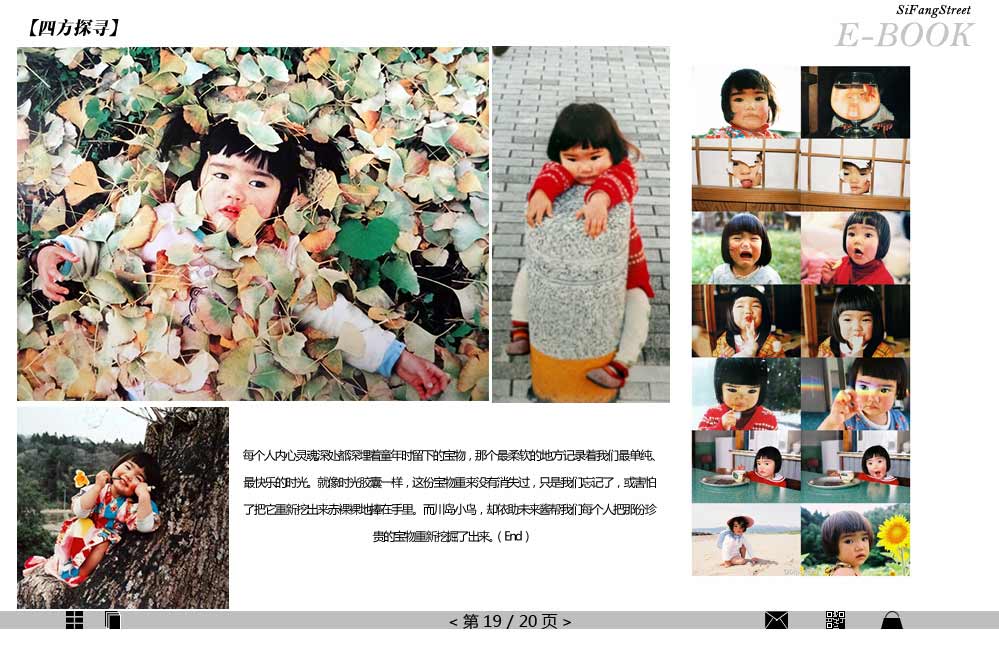 SiFangStreet
【四方探寻】
E-BOOK
每个人内心灵魂深处都深埋着童年时留下的宝物，那个最柔软的地方记录着我们最单纯、
最快乐的时光。就像时光胶囊一样，这份宝物重来没有消失过，只是我们忘记了，或害怕
了把它重新挖出来赤裸裸地捧在手里。而川岛小鸟，却依助未来酱帮我们每个人把那份珍
贵的宝物重新挖掘了出来。（End）
< 第 19 / 20 页 >